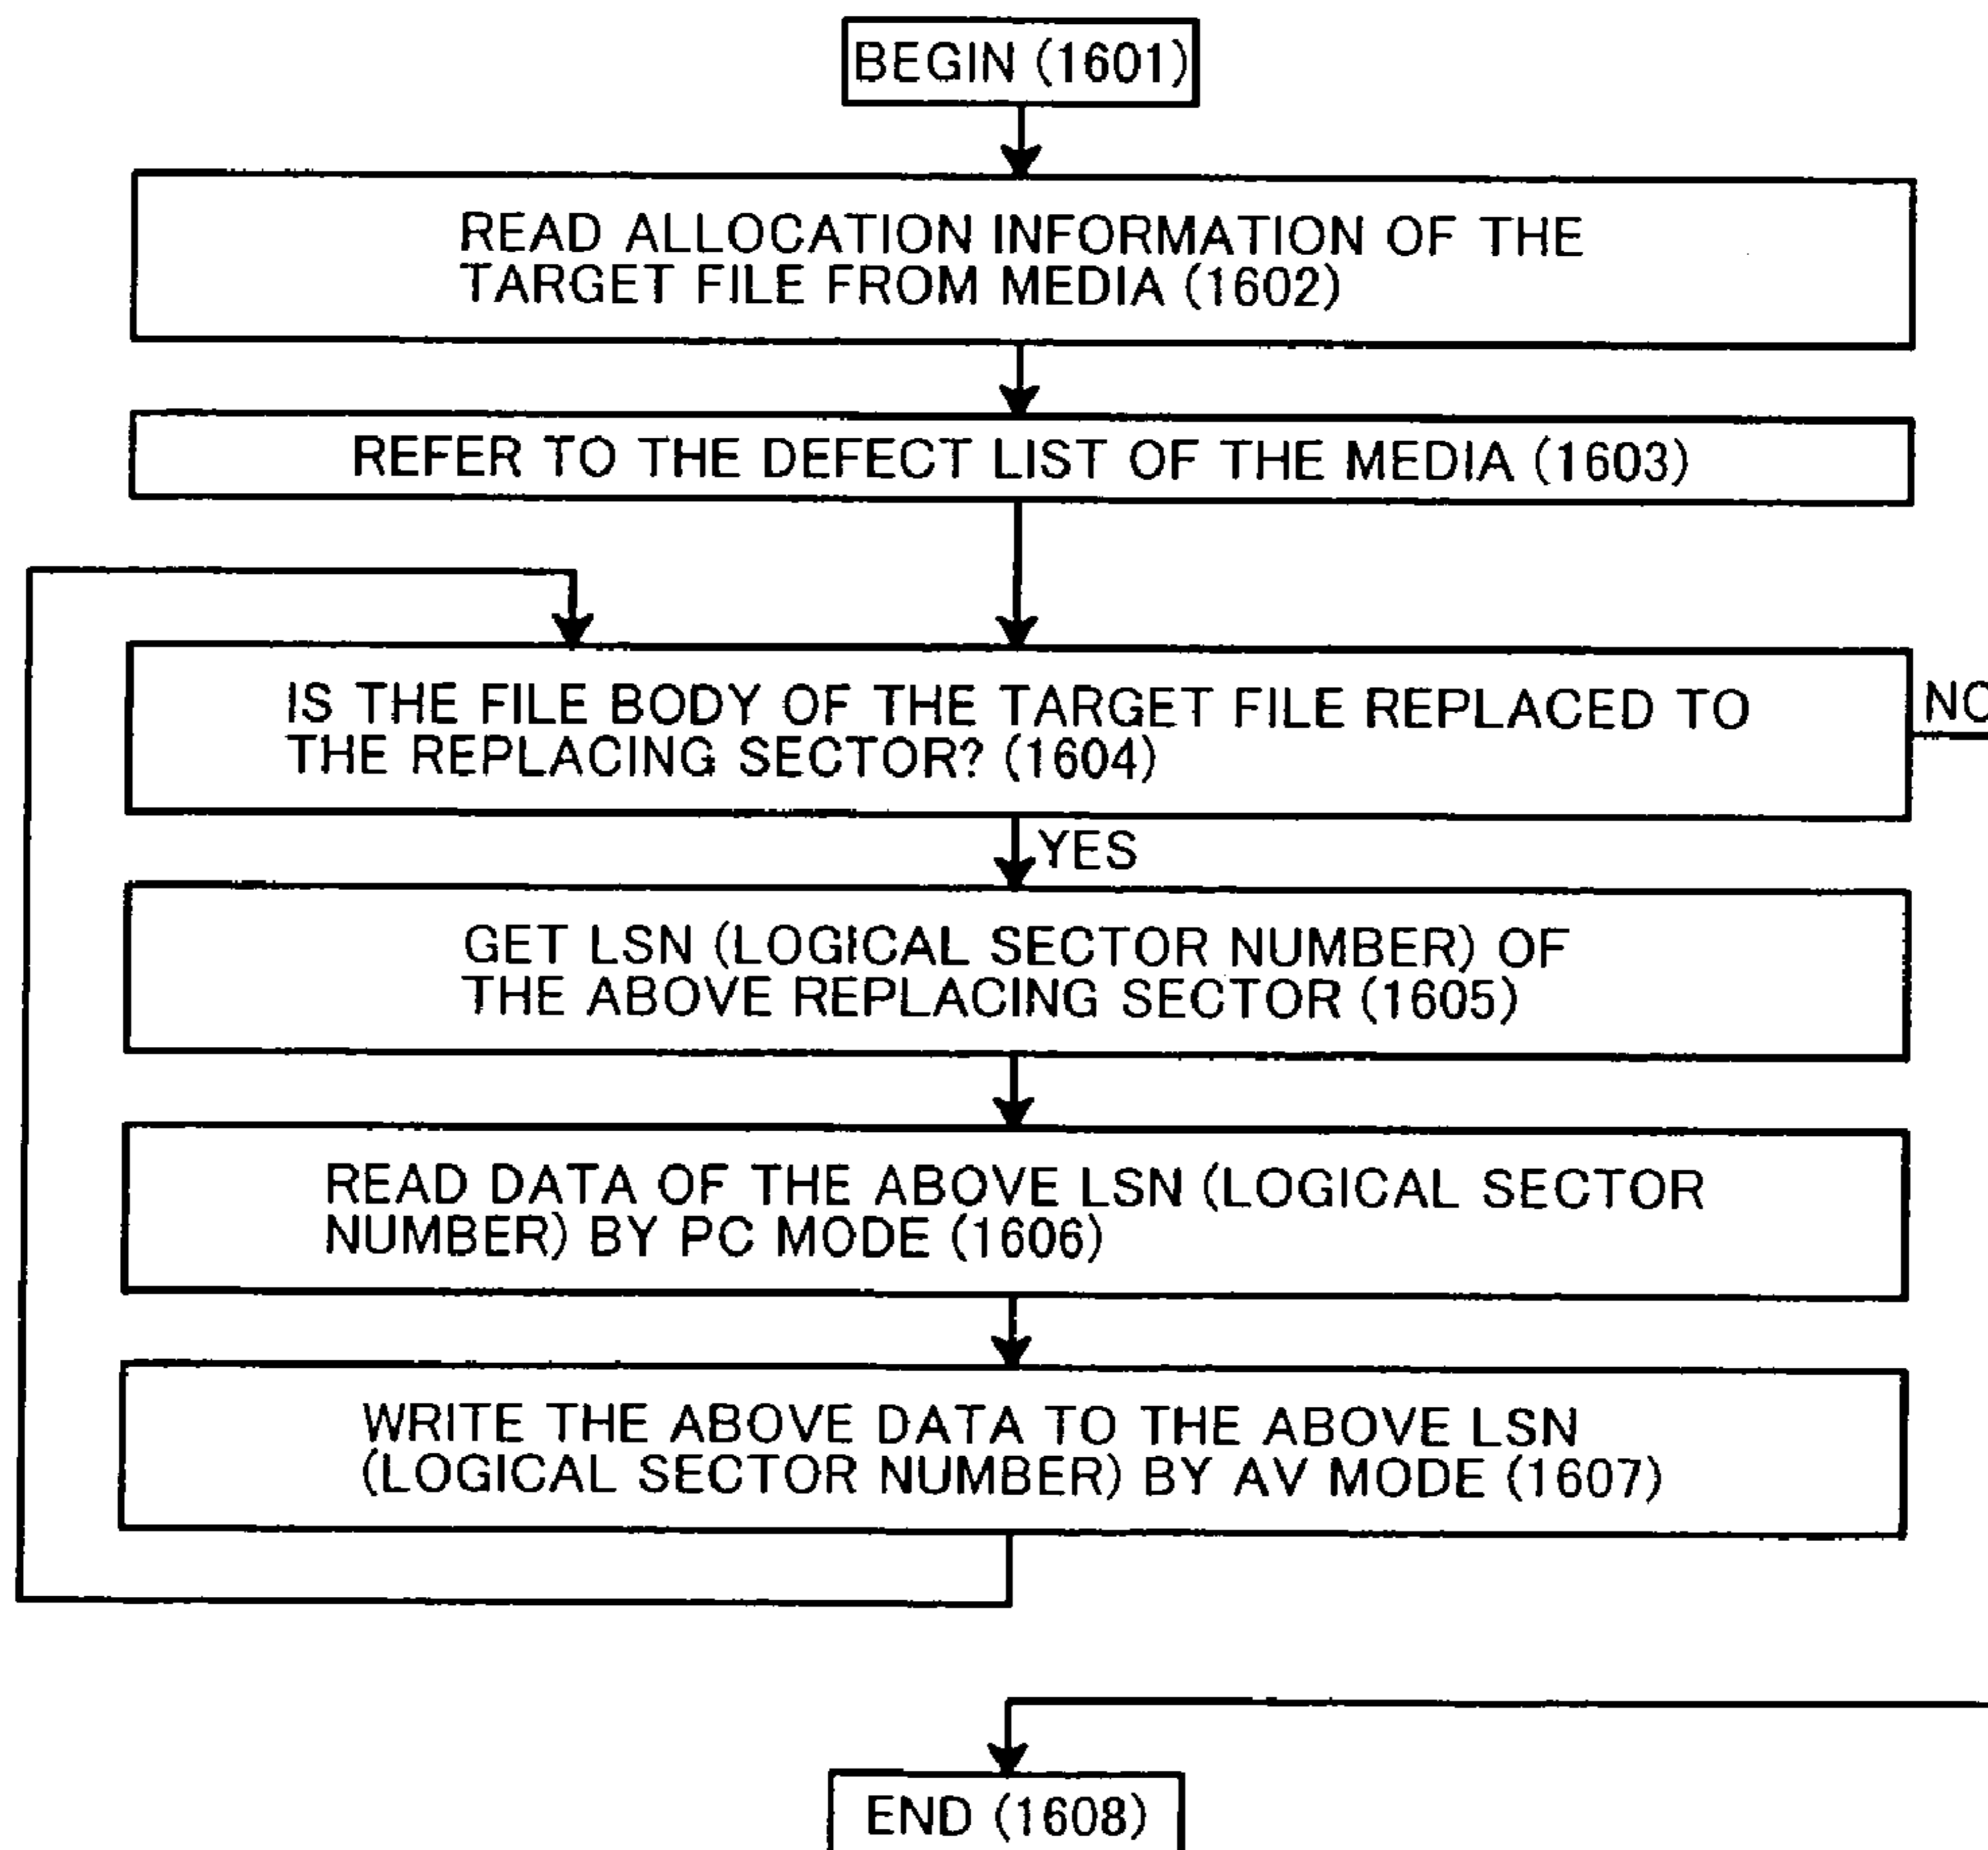 BEGIN (1601)
READ ALLOCATION INFORMATION OF THE
TARGET FILE FROM MEDIA (1602)
REFER TO THE DEFECT LIST OF THE MEDIA (1603)
IS THE FILE BODY OF THE TARGET FILE REPLACED TO
THE REPLACING SECTOR? (1604)
NO
YES
GET LSN (LOGICAL SECTOR NUMBER) OF
THE ABOVE REPLACING SECTOR (1605)
READ DATA OF THE ABOVE LSN (LOGICAL SECTOR
NUMBER) BY PC MODE (1606)
WRITE THE ABOVE DATA TO THE ABOVE LSN
(LOGICAL SECTOR NUMBER) BY AV MODE (1607)
END (1608)